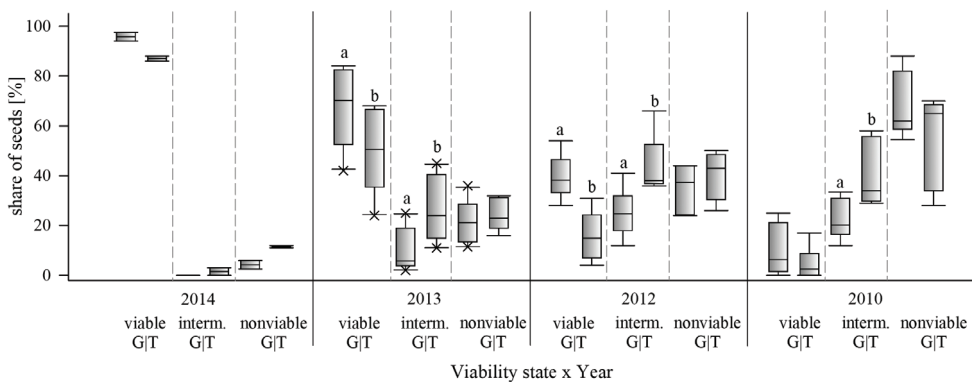 share of seeds [%]
100
80
60
40
20
0
a
b
a
b
a
b
a
b
a
b
2014
2013
2012
2010
viable interm. nonviable viable interm. nonviable viable interm. nonviable viable interm. nonviable
G|T G|T G|T G|T G|T G|T G|T G|T G|T G|T G|T G|T
Viability state x Year